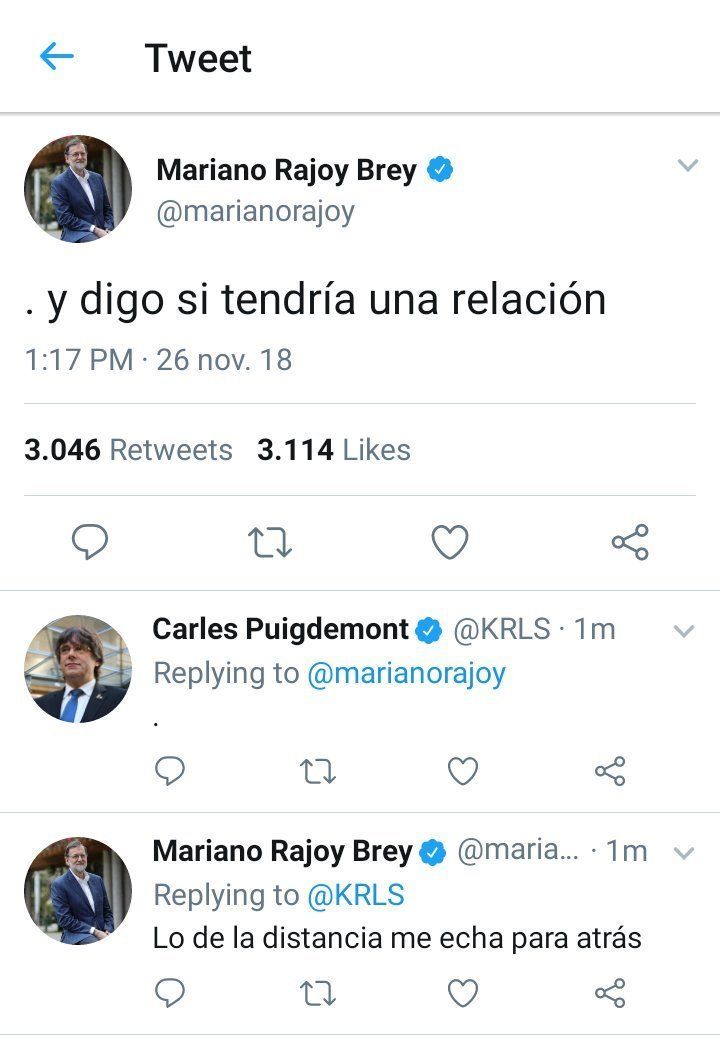 Tweet
Mariano Rajoy Brey
@marianorajoy
. y digo si tendría una relación
1:17 PM · 26 nov. 18
3.046 Retweets 3.114 Likes
Carles Puigdemont @KRLS · 1m
Replying to @marianorajoy
.
Mariano Rajoy Brey @maria... · 1m
Replying to @KRLS
Lo de la distancia me echa para atrás